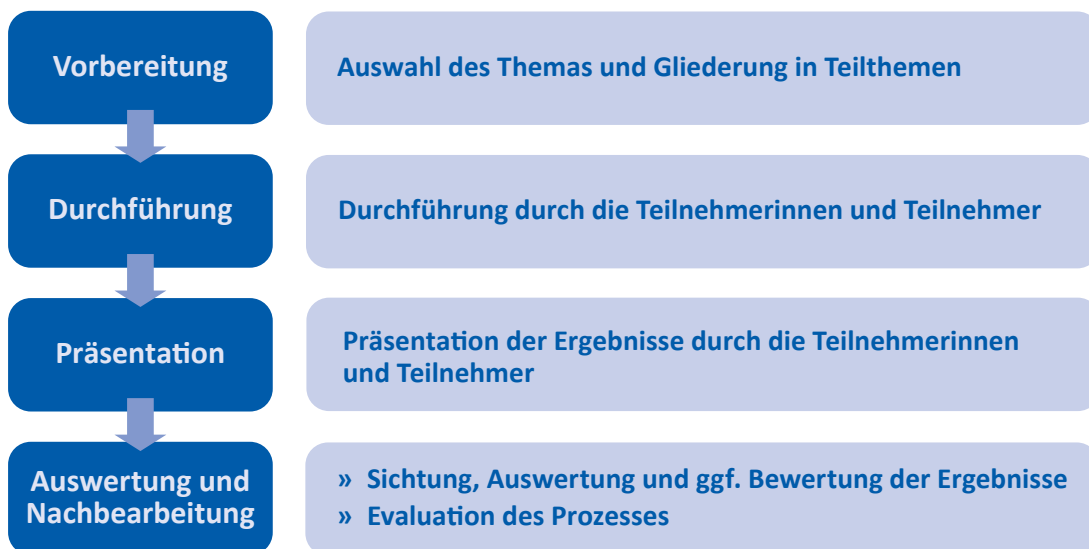 Vorbereitung
Auswahl des Themas und Gliederung in Teilthemen
Durchführung
Durchführung durch die Teilnehmerinnen und Teilnehmer
Präsentation
Präsentation der Ergebnisse durch die Teilnehmerinnen
und Teilnehmer
Auswertung und
Nachbearbeitung
» Sichtung, Auswertung und ggf. Bewertung der Ergebnisse
» Evaluation des Prozesses